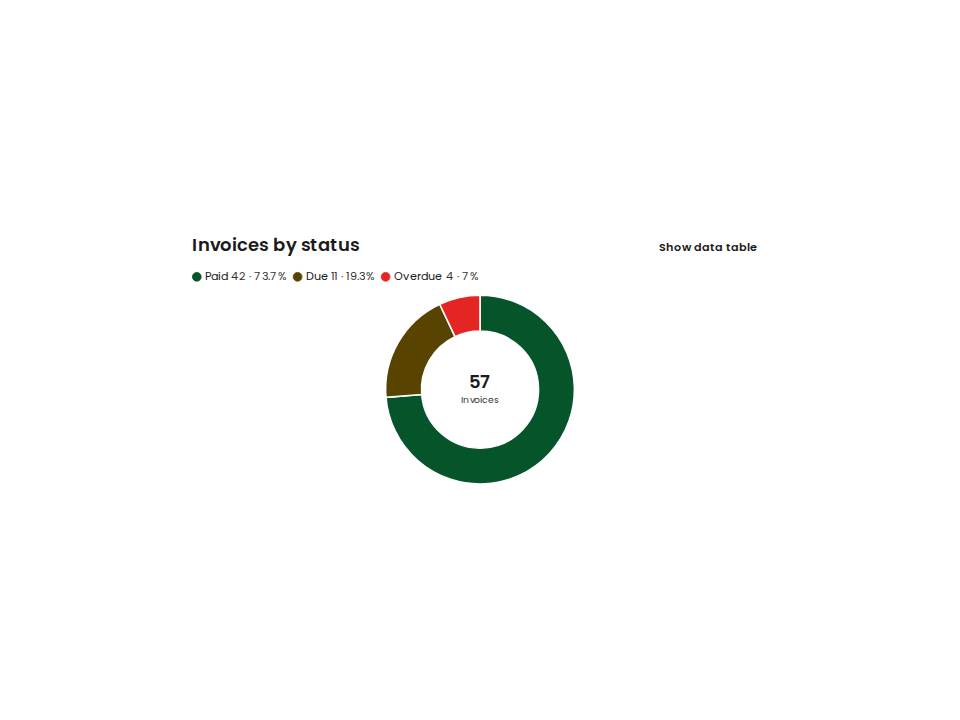 Invoices by status
Show data table
Paid 42 · 73.7% Due 11 · 19.3% Overdue 4 · 7%
57
Invoices